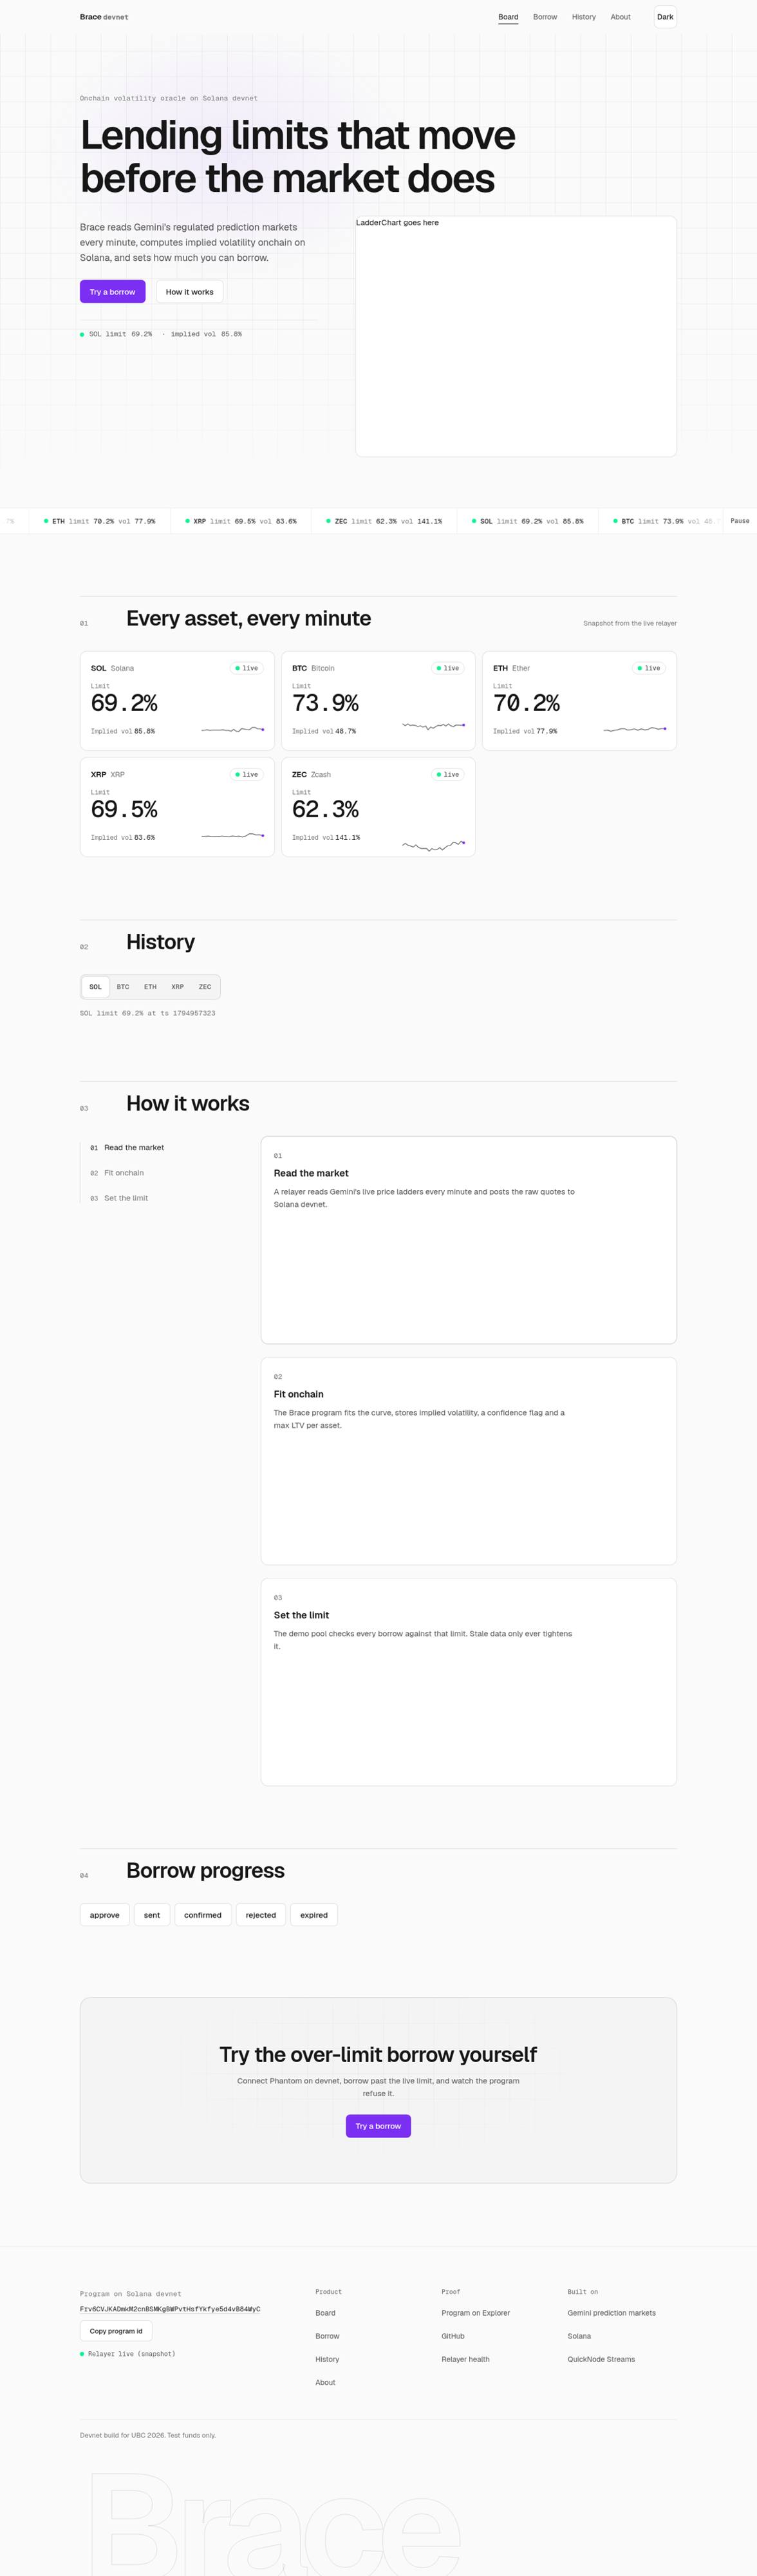 Brace devnet
Board Borrow History About Dark
Onchain volatility oracle on Solana devnet
Lending limits that move
before the market does
Brace reads Gemini's regulated prediction markets
every minute, computes implied volatility onchain on
Solana, and sets how much you can borrow.
LadderChart goes here
Try a borrow How it works
SOL limit 69.2% · implied vol 85.8%
ETH limit 70.2% vol 77.9% XRP limit 69.5% vol 83.6% ZEC limit 62.3% vol 141.1% SOL limit 69.2% vol 85.8% BTC limit 73.9% vol Pause
01 Every asset, every minute Snapshot from the live relayer
SOL Solana live
Limit
69.2%
Implied vol 85.8%
BTC Bitcoin live
Limit
73.9%
Implied vol 48.7%
ETH Ether live
Limit
70.2%
Implied vol 77.9%
XRP XRP live
Limit
69.5%
Implied vol 83.6%
ZEC Zcash live
Limit
62.3%
Implied vol 141.1%
02 History
SOL BTC ETH XRP ZEC
SOL limit 69.2% at ts 1794957323
03 How it works
01 Read the market
02 Fit onchain
03 Set the limit
01
Read the market
A relayer reads Gemini's live price ladders every minute and posts the raw quotes to
Solana devnet.
02
Fit onchain
The Brace program fits the curve, stores implied volatility, a confidence flag and a
max LTV per asset.
03
Set the limit
The demo pool checks every borrow against that limit. Stale data only ever tightens
it.
04 Borrow progress
approve sent confirmed rejected expired
Try the over-limit borrow yourself
Connect Phantom on devnet, borrow past the live limit, and watch the program
refuse it.
Try a borrow
Program on Solana devnet
Frv6CVJKADmkM2cnBSMKgBWPvtHsfYkfye5d4vB84WyC
Copy program id
Relayer live (snapshot)
Product
Board
Borrow
History
About
Proof
Program on Explorer
GitHub
Relayer health
Built on
Gemini prediction markets
Solana
QuickNode Streams
Devnet build for UBC 2026. Test funds only.
Brace